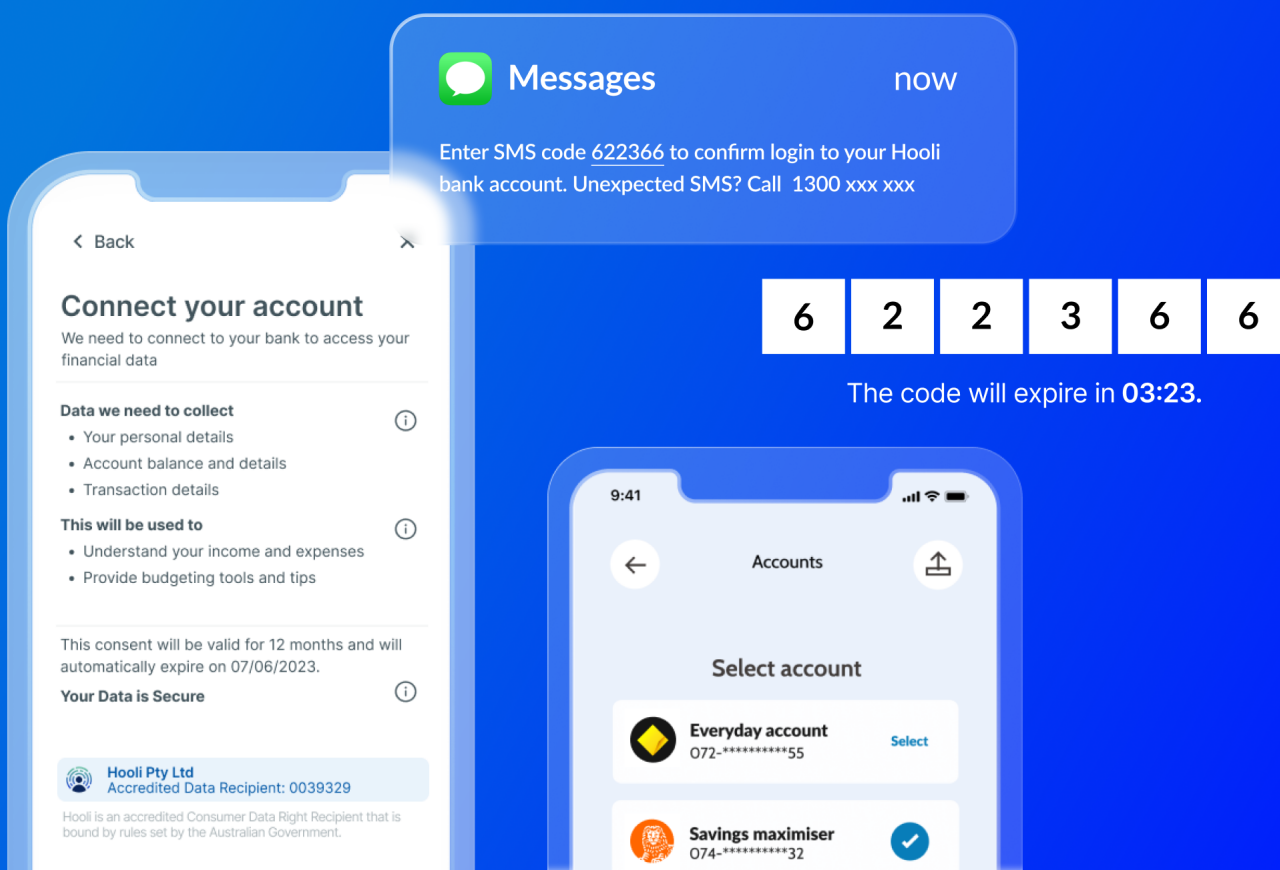 Messages
now
Enter SMS code 622366 to confirm login to your Hooli
bank account. Unexpected SMS? Call 1300 xxx xxx
Back
Connect your account
We need to connect to your bank to access your
financial data
Data we need to collect
• Your personal details
• Account balance and details
• Transaction details
This will be used to
• Understand your income and expenses
• Provide budgeting tools and tips
This consent will be valid for 12 months and will
automatically expire on 07/06/2023.
Your Data is Secure
Hooli Pty Ltd
Accredited Data Recipient: 0039329
Hooli is an accredited Consumer Data Right Recipient that is
bound by rules set by the Australian Government.
6 2 2 3 6 6
The code will expire in 03:23.
9:41
Accounts
Select account
Everyday account
072-**********55
Select
Savings maximiser
074-**********32